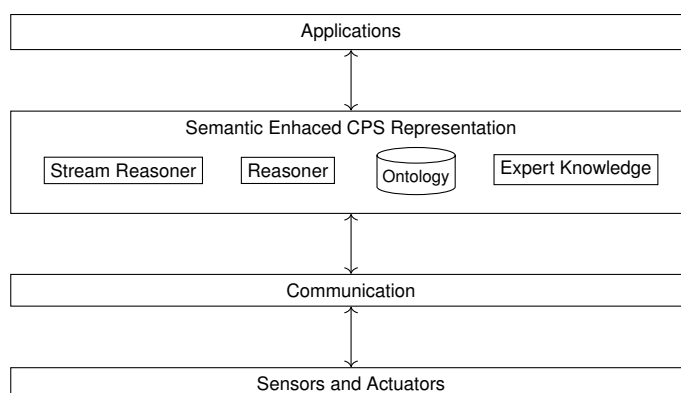 Applications
Semantic Enhaced CPS Representation
Stream Reasoner
Reasoner
Ontology
Expert Knowledge
Communication
Sensors and Actuators